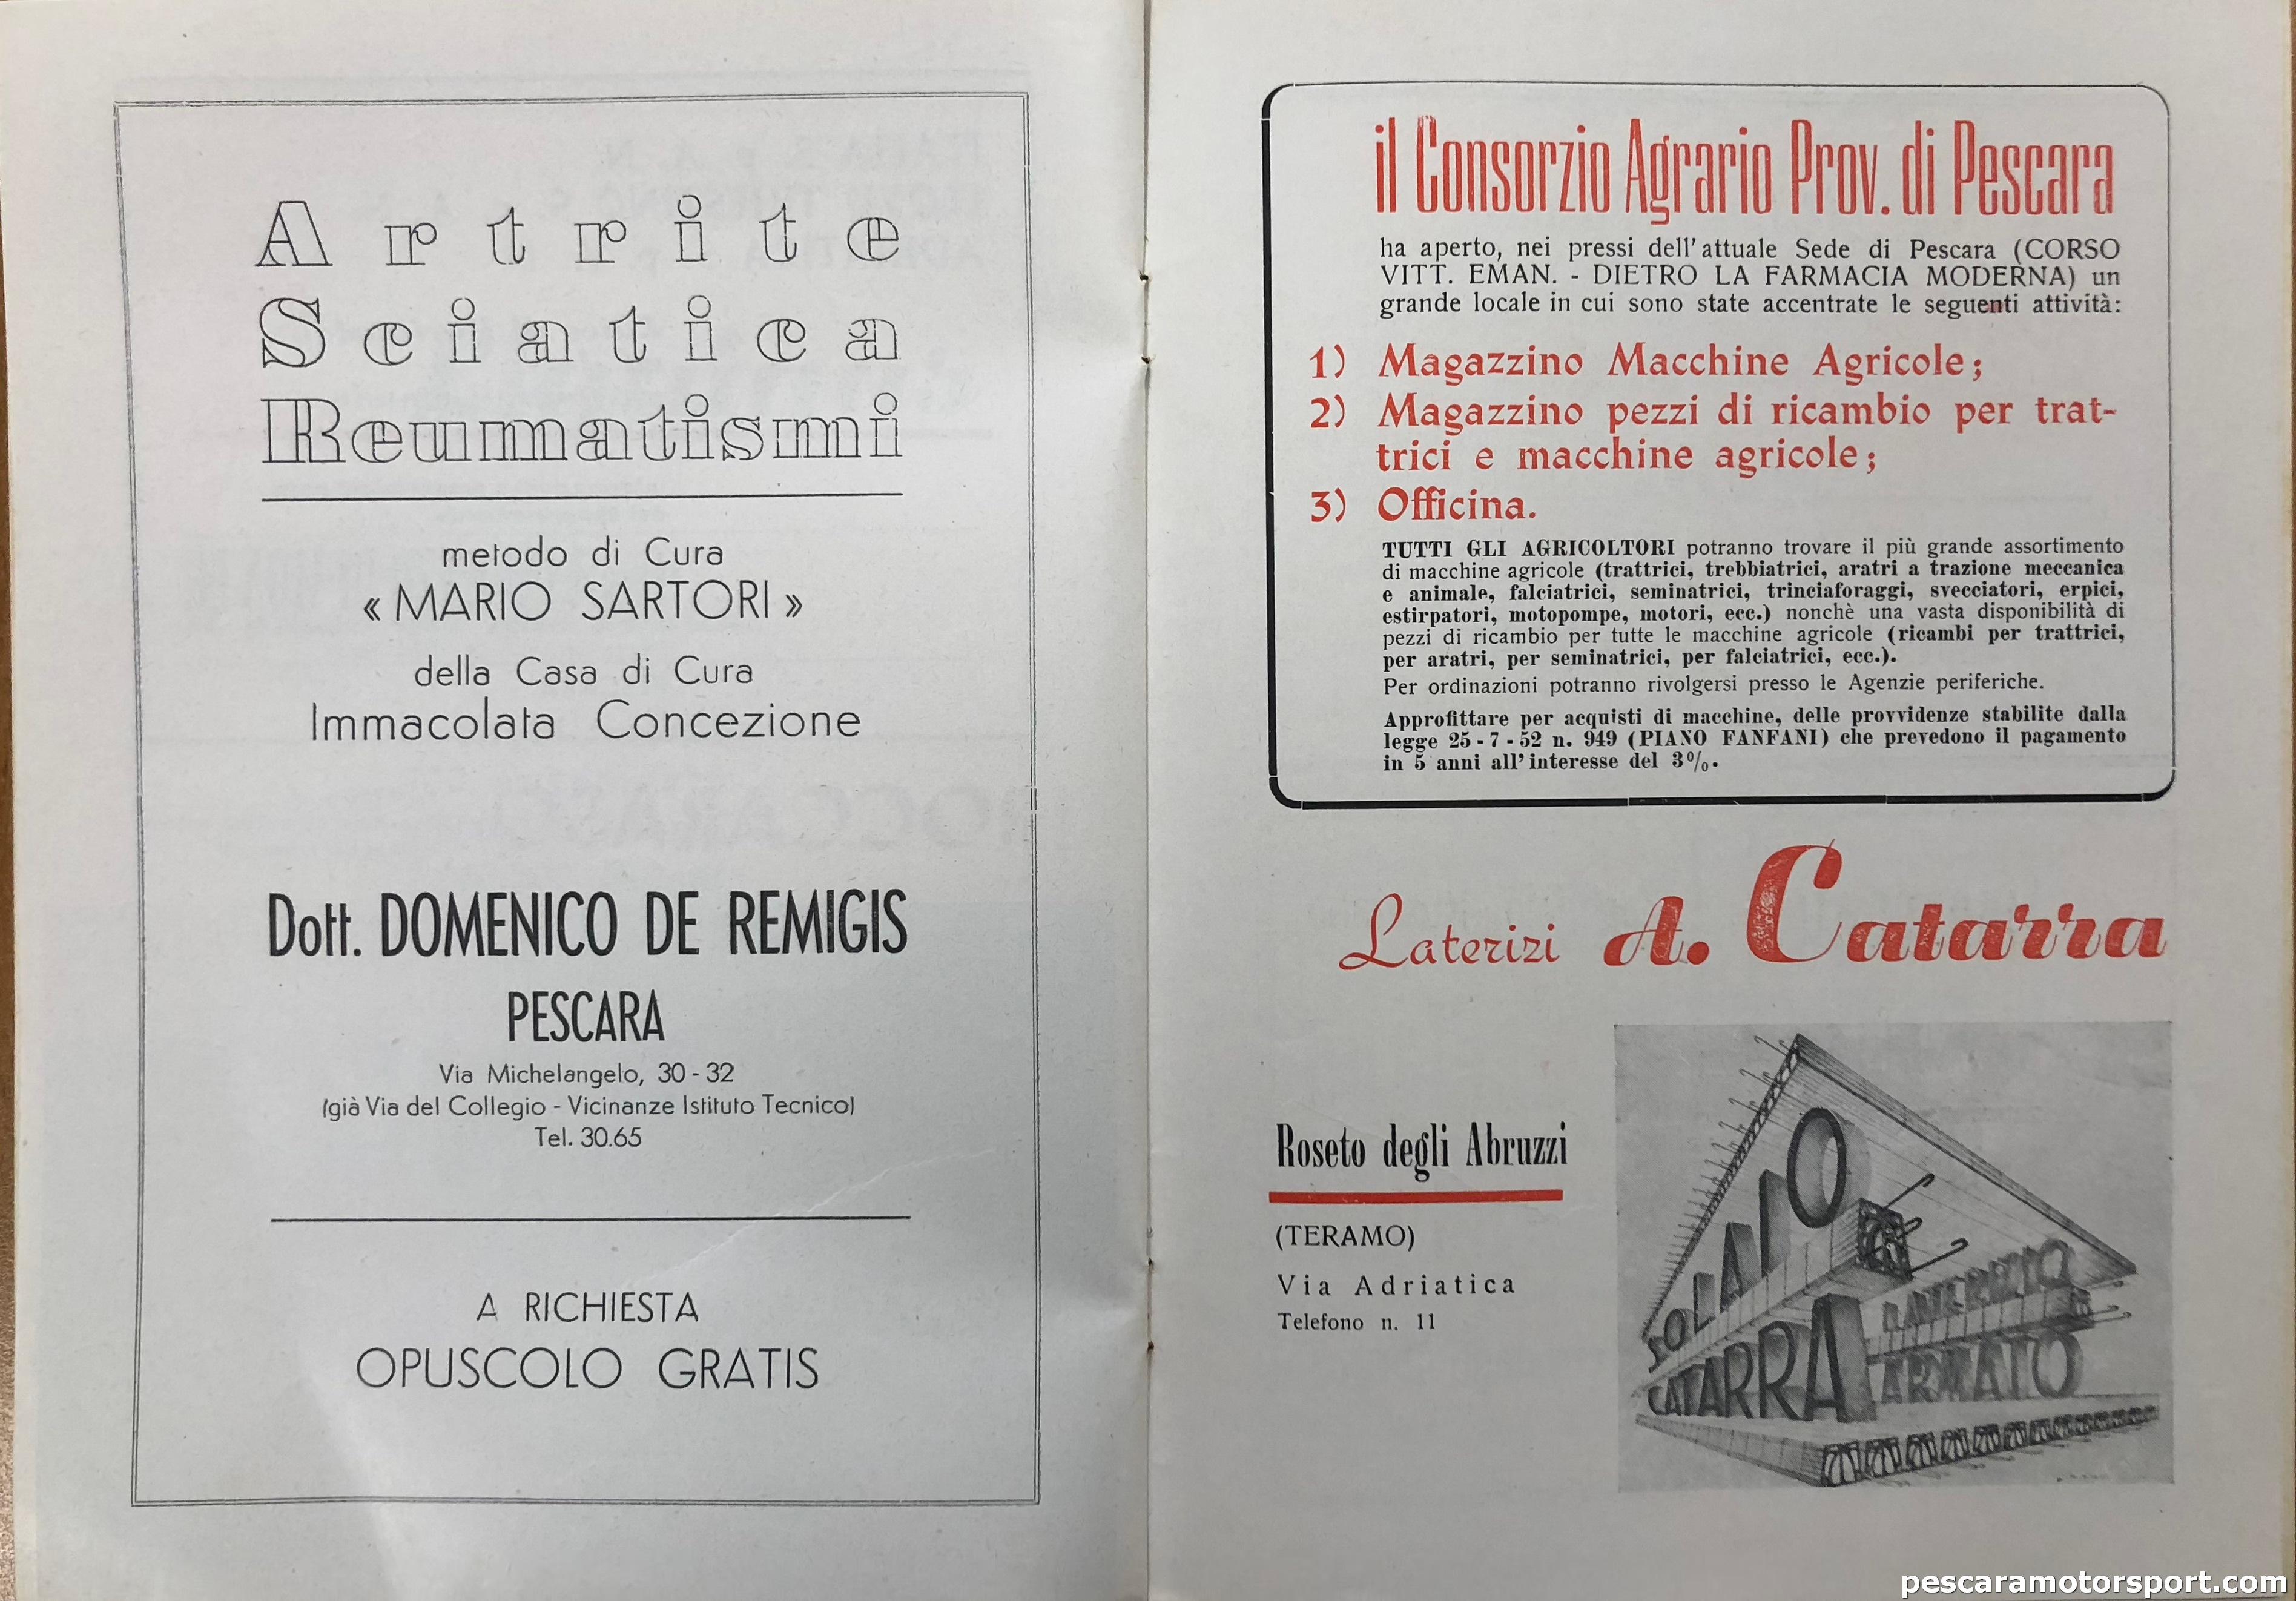 Artrite
Sciatica
Reumatismi
metodo di Cura
« MARIO SARTORI »
della Casa di Cura
Immacolata Concezione
Dott. DOMENICO DE REMIGIS
PESCARA
Via Michelangelo, 30 - 32
(già Via del Collegio - Vicinanze Istituto Tecnico)
Tel. 30.65
A RICHIESTA
OPUSCOLO GRATIS
il Consorzio Agrario Prov. di Pescara
ha aperto, nei pressi dell'attuale Sede di Pescara (CORSO
VITT. EMAN. - DIETRO LA FARMACIA MODERNA) un
grande locale in cui sono state accentrate le seguenti attività:
1) Magazzino Macchine Agricole;
2) Magazzino pezzi di ricambio per trat-
trici e macchine agricole;
3) Officina.
TUTTI GLI AGRICOLTORI potranno trovare il più grande assortimento
di macchine agricole (trattrici, trebbiatrici, aratri a trazione meccanica
e animale, falciatrici, seminatrici, trinciaforaggi, svecciatori, erpici,
estirpatori, motopompe, motori, ecc.) nonchè una vasta disponibilità di
pezzi di ricambio per tutte le macchine agricole (ricambi per trattrici,
per aratri, per seminatrici, per falciatrici, ecc.).
Per ordinazioni potranno rivolgersi presso le Agenzie periferiche.
Approfittare per acquisti di macchine, delle provvidenze stabilite dalla
legge 25 - 7 - 52 n. 949 (PIANO FANFANI) che prevedono il pagamento
in 5 anni all'interesse del 3%.
Laterizi A. Catarra
Roseto degli Abruzzi
(TERAMO)
Via Adriatica
Telefono n. 11
SOLAIO
CATARRA
LATERIZIO
ARMATO
pescaramotorsport.com